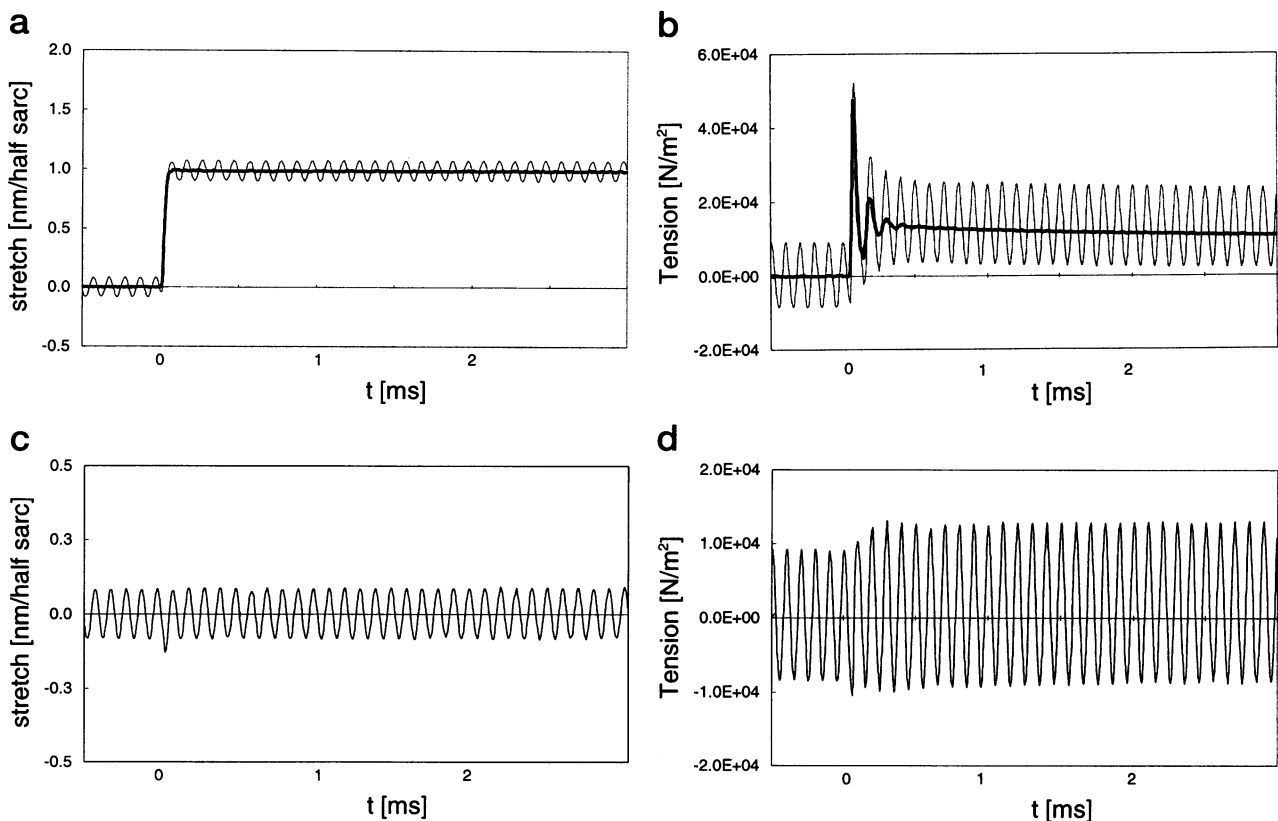 a
2.0
1.5
1.0
0.5
0.0
-0.5
stretch [nm/half sarc]
0 1 2
t [ms]
b
6.0E+04
4.0E+04
2.0E+04
0.0E+00
-2.0E+04
Tension [N/m²]
0 1 2
t [ms]
c
0.5
0.3
0.0
-0.3
-0.5
stretch [nm/half sarc]
0 1 2
t [ms]
d
2.0E+04
1.0E+04
0.0E+00
-1.0E+04
-2.0E+04
Tension [N/m²]
0 1 2
t [ms]